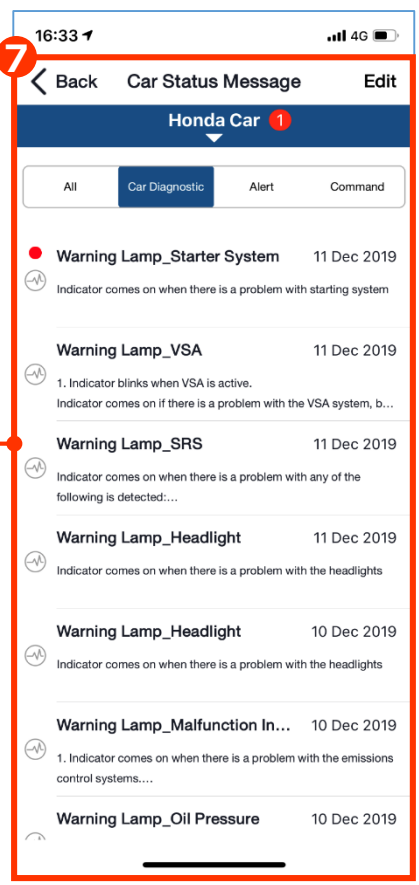 16:33
4G
7
Back Car Status Message Edit
Honda Car 1
All Car Diagnostic Alert Command
Warning Lamp_Starter System 11 Dec 2019
Indicator comes on when there is a problem with starting system
Warning Lamp_VSA 11 Dec 2019
1. Indicator blinks when VSA is active.
Indicator comes on if there is a problem with the VSA system, b...
Warning Lamp_SRS 11 Dec 2019
Indicator comes on when there is a problem with any of the
following is detected:...
Warning Lamp_Headlight 11 Dec 2019
Indicator comes on when there is a problem with the headlights
Warning Lamp_Headlight 10 Dec 2019
Indicator comes on when there is a problem with the headlights
Warning Lamp_Malfunction In... 10 Dec 2019
1. Indicator comes on when there is a problem with the emissions
control systems....
Warning Lamp_Oil Pressure 10 Dec 2019